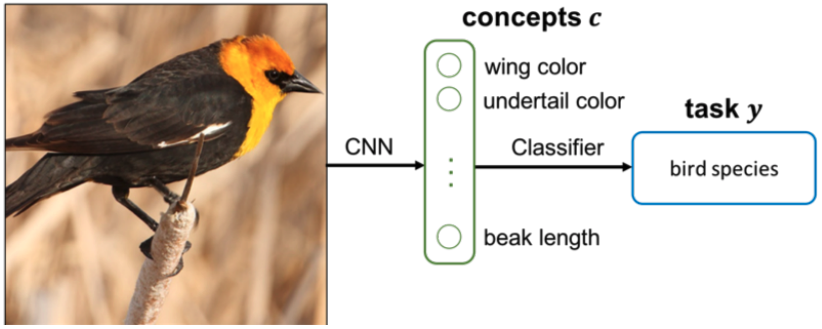 concepts c
wing color
undertail color
task y
CNN
Classifier
bird species
beak length